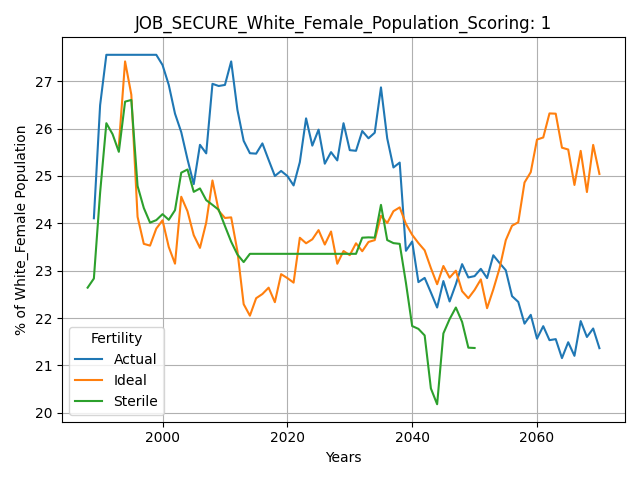 JOB_SECURE_White_Female_Population_Scoring: 1
% of White_Female Population
27
26
25
24
23
22
21
20
Fertility
Actual
Ideal
Sterile
2000
2020
2040
2060
Years